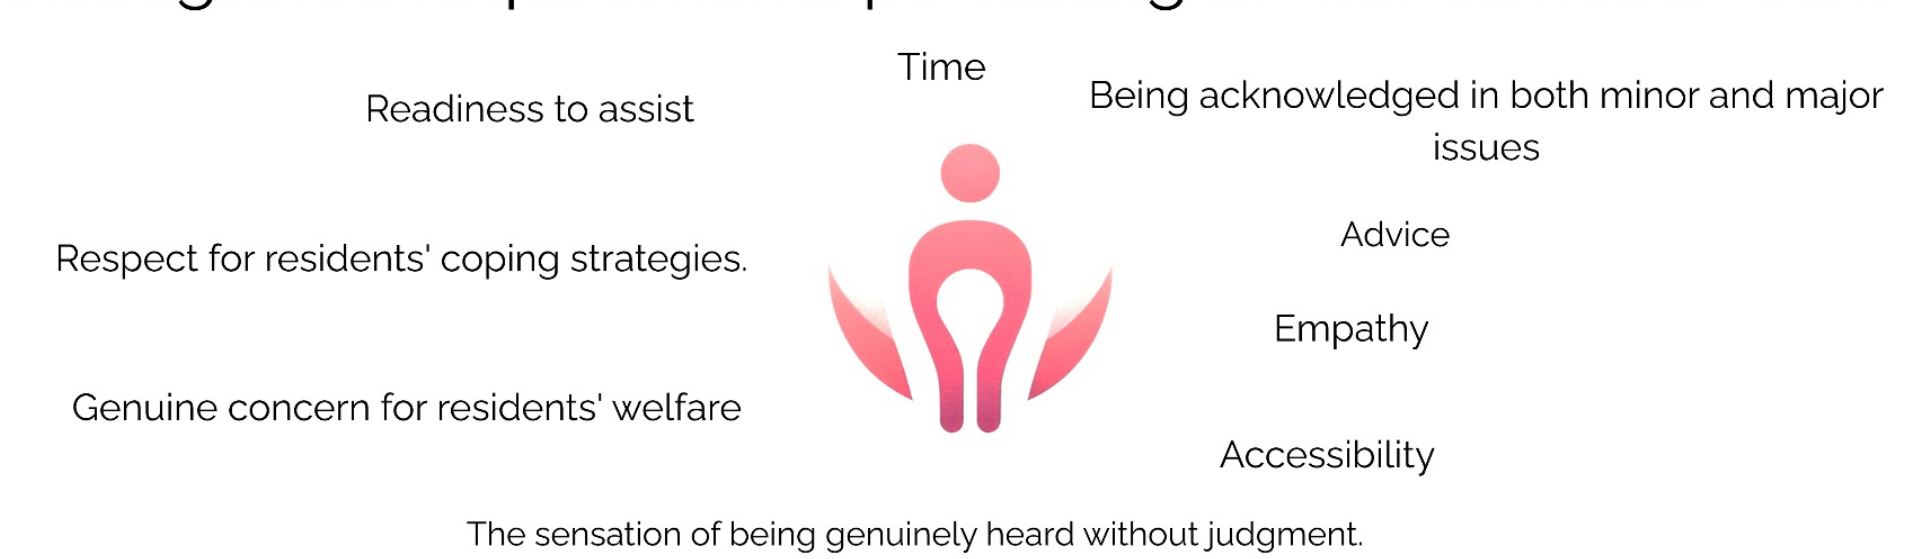 Time
Readiness to assist
Being acknowledged in both minor and major
issues
Respect for residents' coping strategies.
Advice
Empathy
Genuine concern for residents' welfare
Accessibility
The sensation of being genuinely heard without judgment.